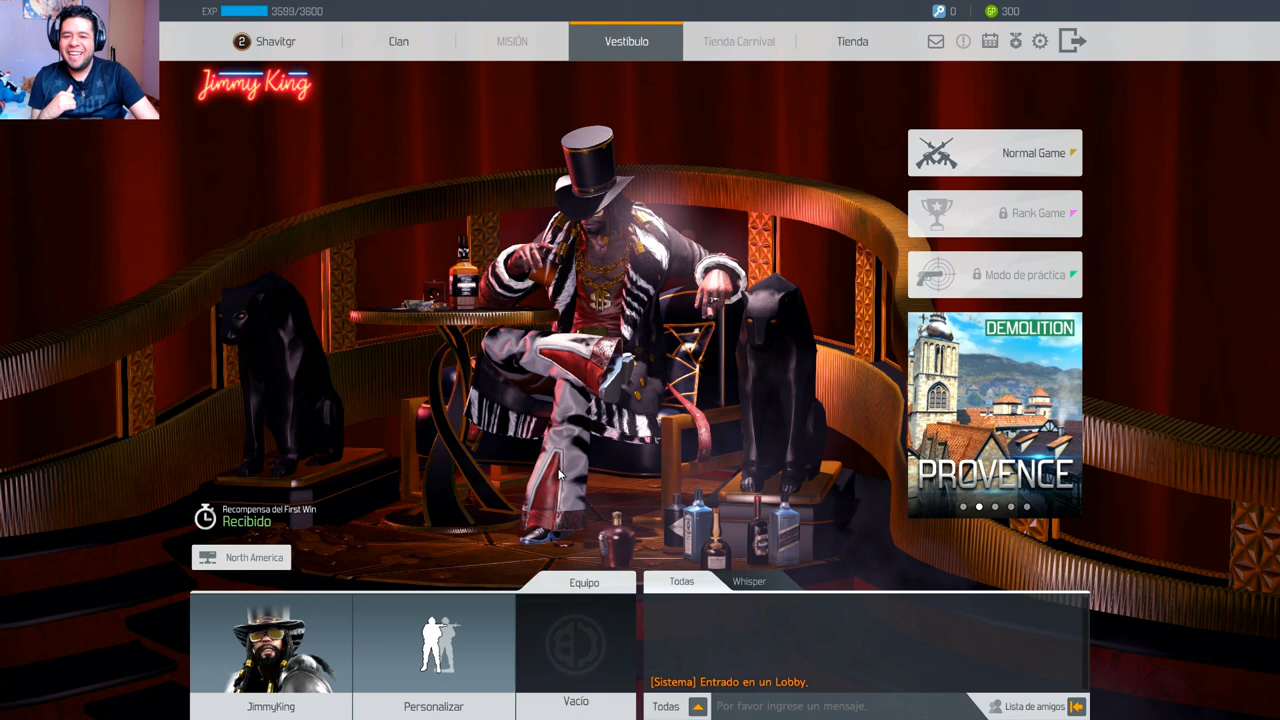 EXP 3599/3600
0
GP 300
2 Shavitgr
Clan
MISIÓN
Vestíbulo
Tienda Carnival
Tienda
Jimmy King
Normal Game
Rank Game
Modo de práctica
DEMOLITION
PROVENCE
Recompensa del First Win
Recibido
North America
Equipo
Todas
Whisper
[Sistema] Entrado en un Lobby.
JimmyKing
Personalizar
Vacío
Todas
Por favor ingrese un mensaje.
Lista de amigos